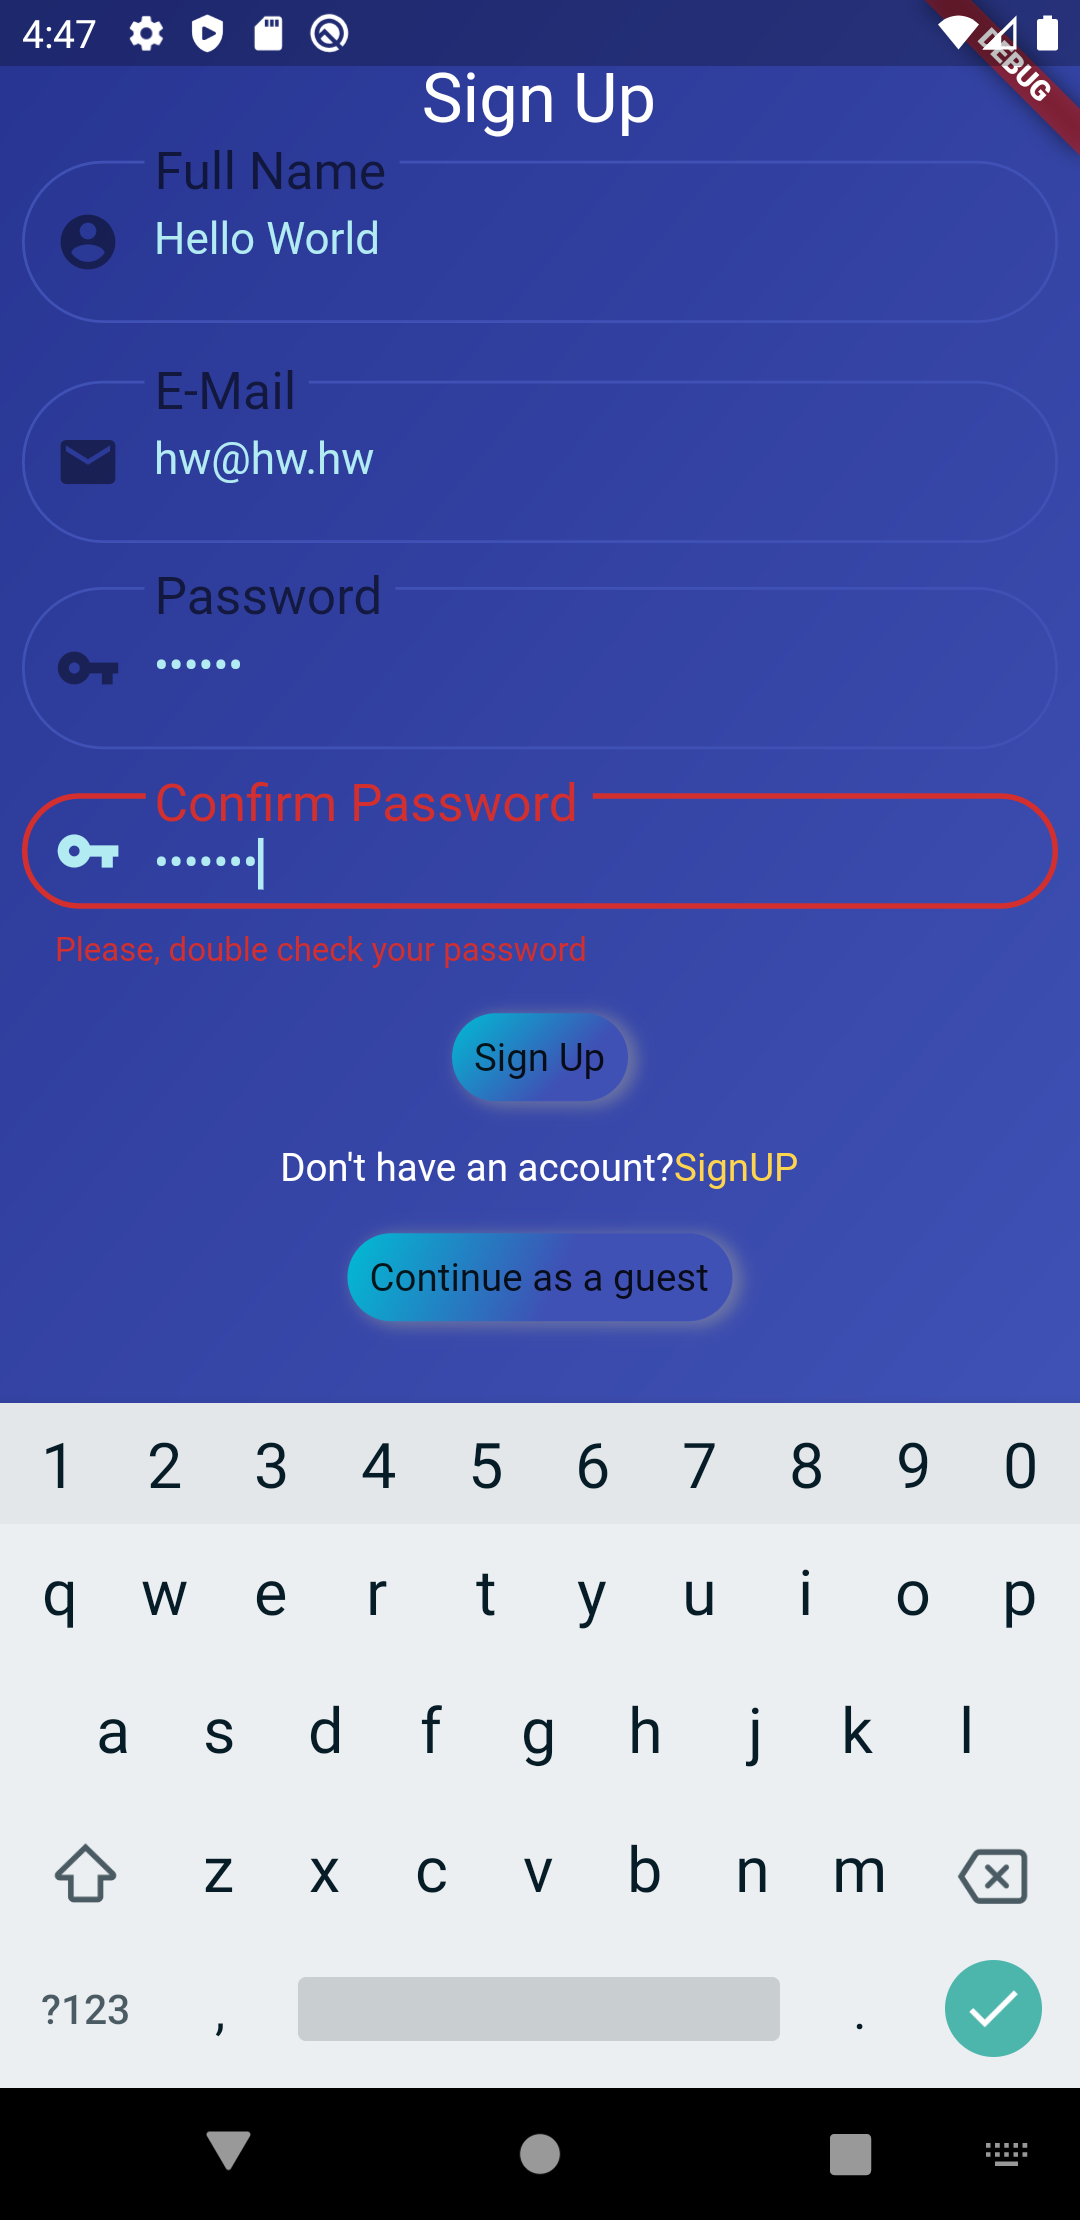 4:47
DEBUG
Sign Up
Full Name
Hello World
E-Mail
hw@hw.hw
Password
••••••
Confirm Password
•••••••
Please, double check your password
Sign Up
Don't have an account?SignUP
Continue as a guest
1 2 3 4 5 6 7 8 9 0
q w e r t y u i o p
a s d f g h j k l
z x c v b n m
?123 , .